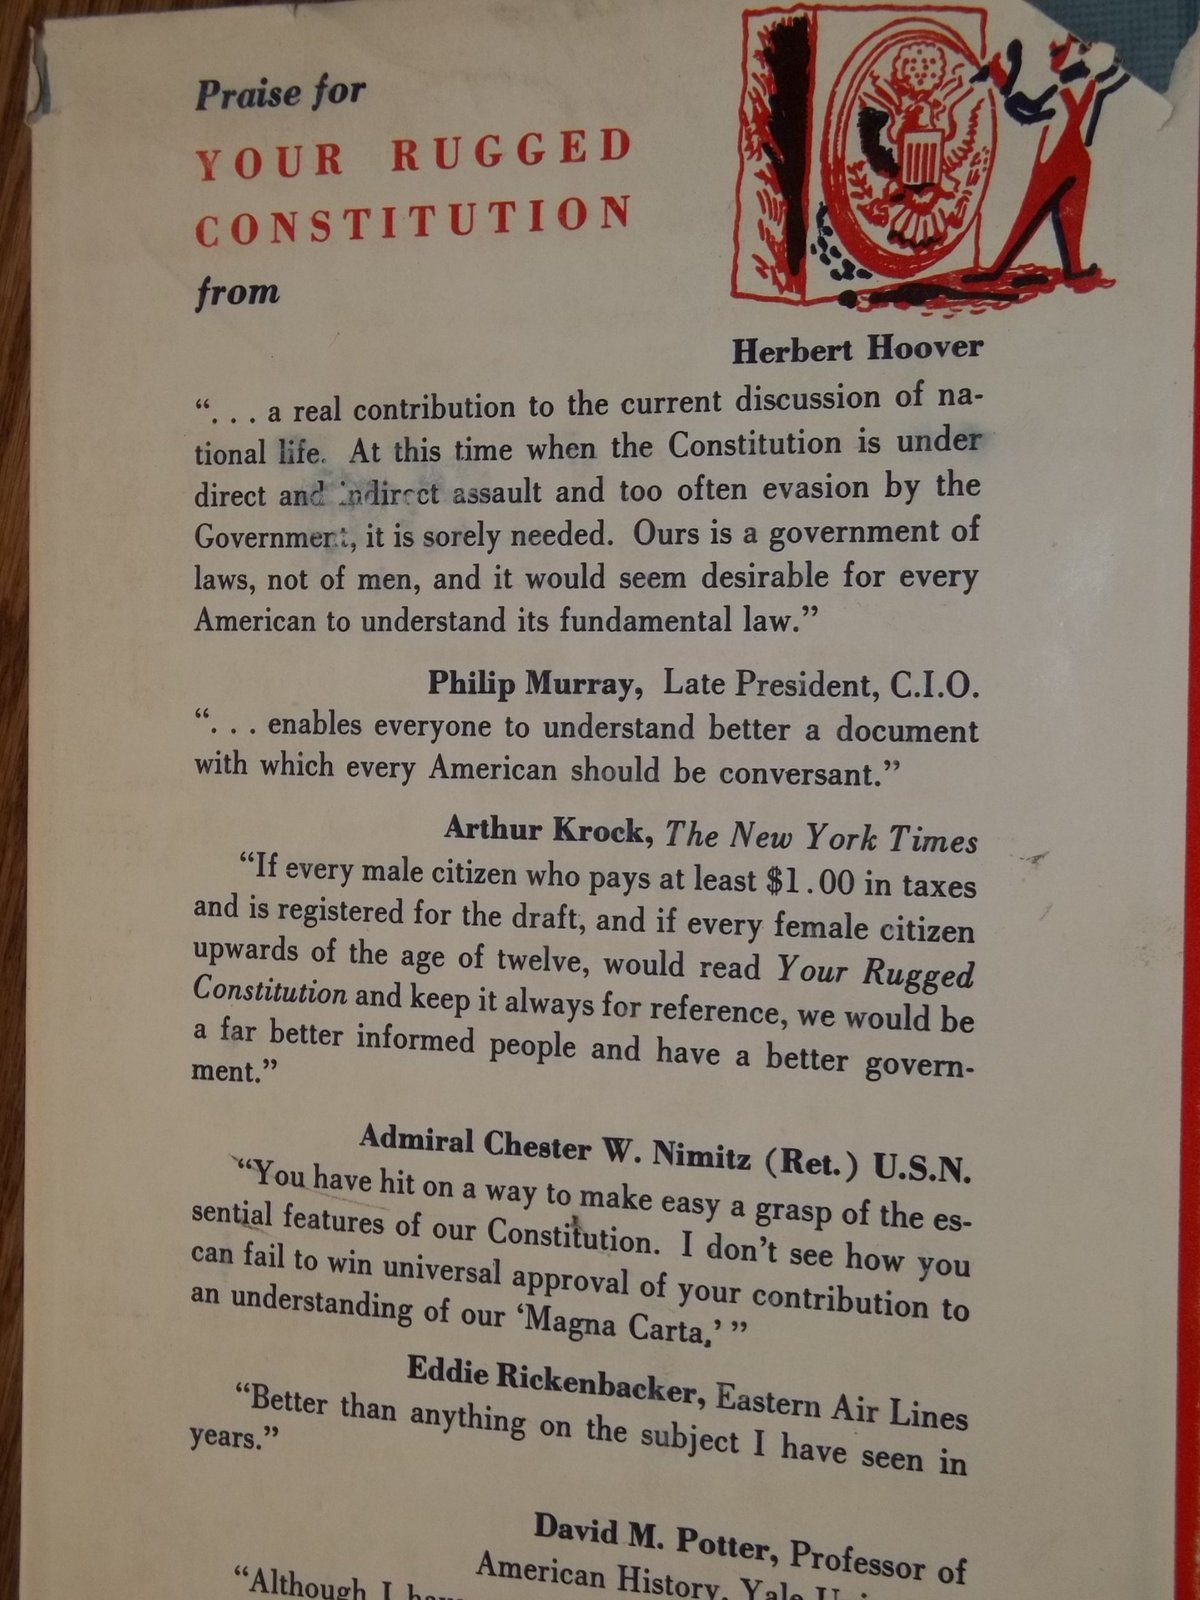 Praise for
YOUR RUGGED
CONSTITUTION
from
Herbert Hoover
“. . . a real contribution to the current discussion of na-
tional life. At this time when the Constitution is under
direct and indirect assault and too often evasion by the
Government, it is sorely needed. Ours is a government of
laws, not of men, and it would seem desirable for every
American to understand its fundamental law.”
Philip Murray, Late President, C.I.O.
“. . . enables everyone to understand better a document
with which every American should be conversant.”
Arthur Krock, The New York Times
“If every male citizen who pays at least $1.00 in taxes
and is registered for the draft, and if every female citizen
upwards of the age of twelve, would read Your Rugged
Constitution and keep it always for reference, we would be
a far better informed people and have a better govern-
ment.”
Admiral Chester W. Nimitz (Ret.) U.S.N.
“You have hit on a way to make easy a grasp of the es-
sential features of our Constitution. I don’t see how you
can fail to win universal approval of your contribution to
an understanding of our ‘Magna Carta.’ ”
Eddie Rickenbacker, Eastern Air Lines
“Better than anything on the subject I have seen in
years.”
David M. Potter, Professor of
American History, Yale
“Although I